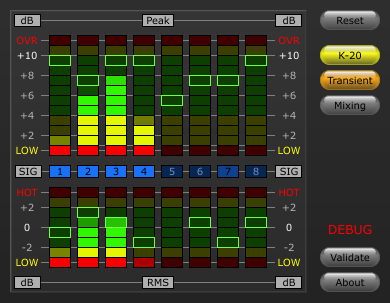 dB Peak dB Reset
OVR OVR
+10 +10 K-20
+8 +8 Transient
+6 +6 Mixing
+4 +4
+2 +2
LOW LOW
SIG 1 2 3 4 5 6 7 8 SIG
HOT HOT
+2 +2
0 0 DEBUG
-2 -2 Validate
LOW LOW
dB RMS dB About